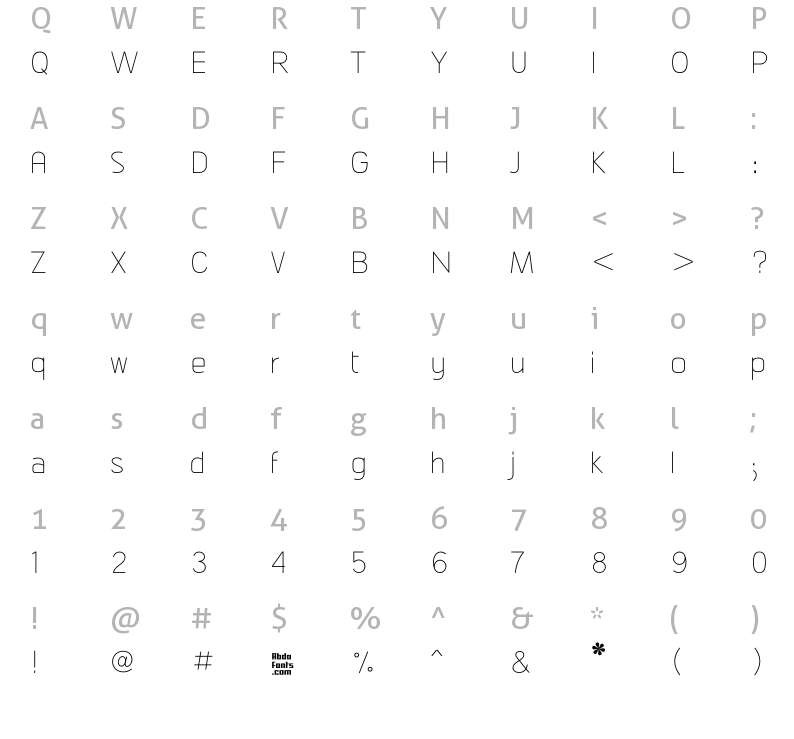 Q W E R T Y U I O P
Q W E R T Y U I O P
A S D F G H J K L :
A S D F G H J K L :
Z X C V B N M < > ?
Z X C V B N M < > ?
q w e r t y u i o p
q w e r t y u i o p
a s d f g h j k l ;
a s d f g h j k l ;
1 2 3 4 5 6 7 8 9 0
1 2 3 4 5 6 7 8 9 0
! @ # $ % ^ & * ( )
! @ # Abdo Fonts .com % ^ & * ( )